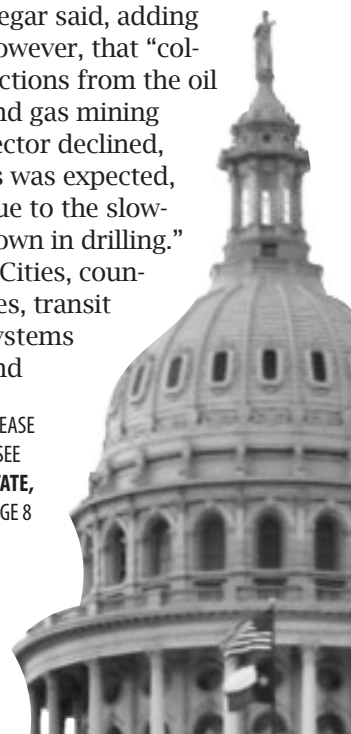 egar said, adding
owever, that “col-
ctions from the oil
nd gas mining
ector declined,
s was expected,
ue to the slow-
own in drilling.”
Cities, coun-
es, transit
ystems
nd
EASE
SEE
ATE,
GE 8